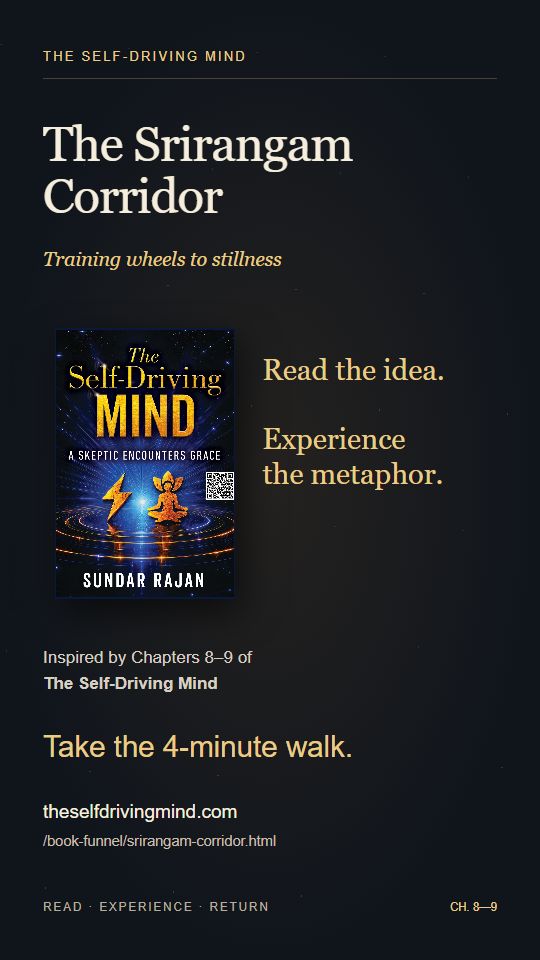 THE SELF-DRIVING MIND
The Srirangam
Corridor
Training wheels to stillness
The
Self-Driving
MIND
A SKEPTIC ENCOUNTERS GRACE
SUNDAR RAJAN
Read the idea.
Experience
the metaphor.
Inspired by Chapters 8–9 of
The Self-Driving Mind
Take the 4-minute walk.
theselfdrivingmind.com
/book-funnel/srirangam-corridor.html
READ · EXPERIENCE · RETURN
CH. 8—9